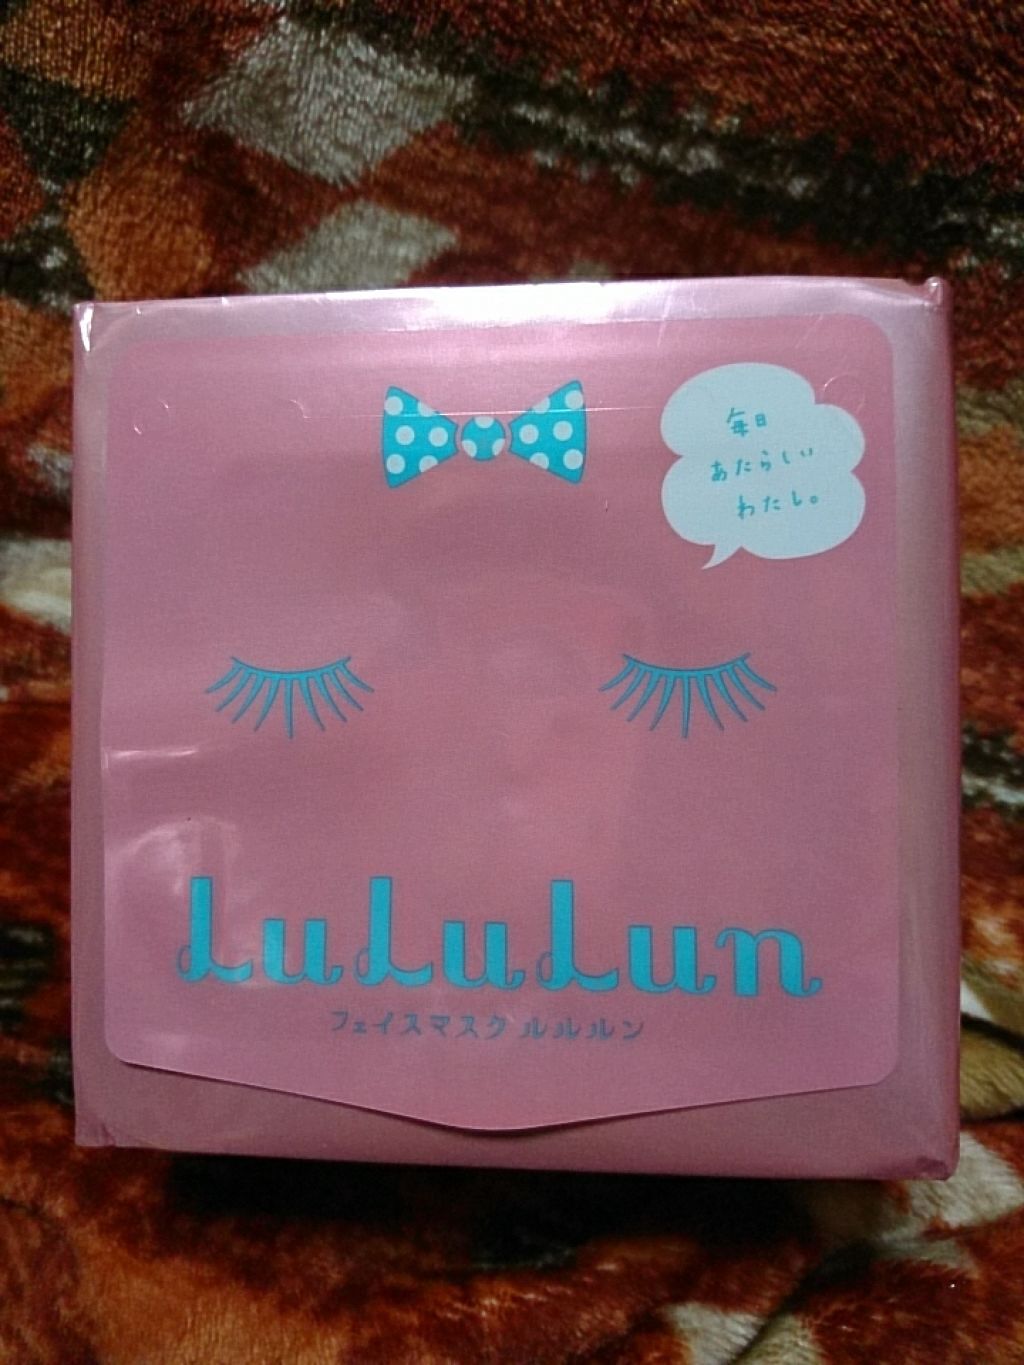 毎日
あたらしい
わたし。
LuLuLun
フェイスマスク ルルルン